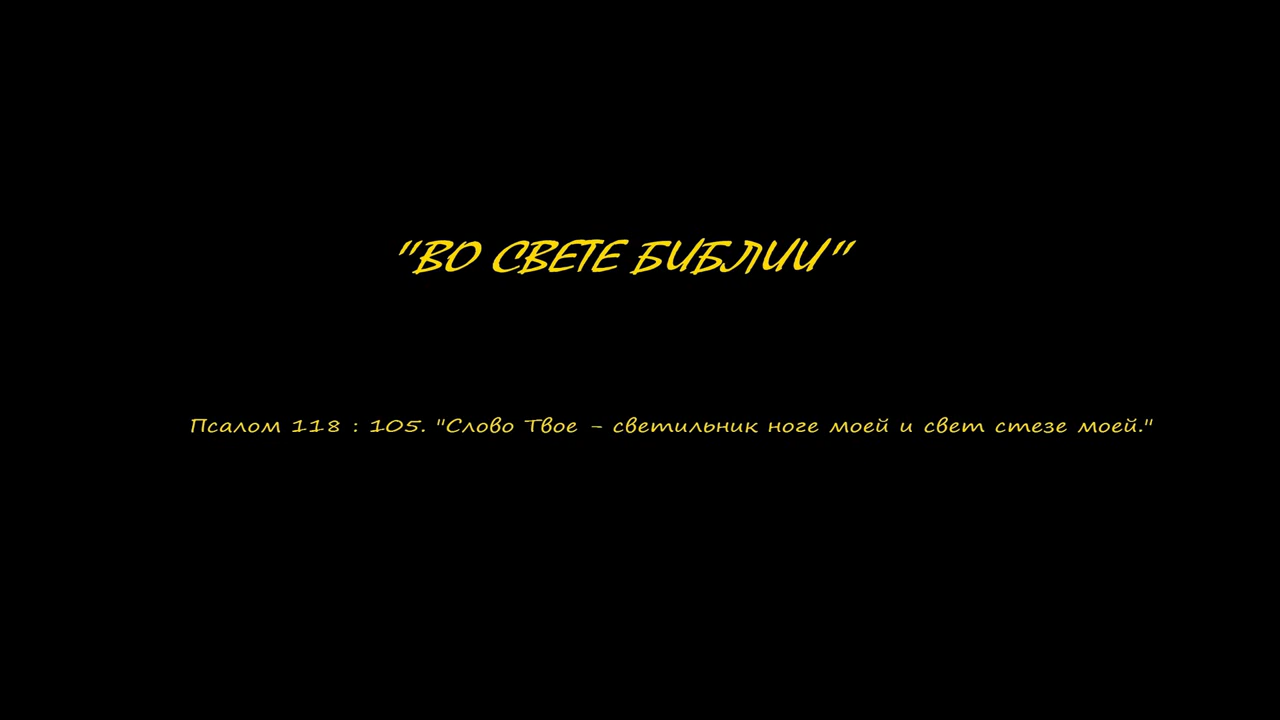 "ВО СВЕТЕ БИБЛИИ"
Псалом 118 : 105. "Слово Твое – светильник ноге моей и свет стезе моей."